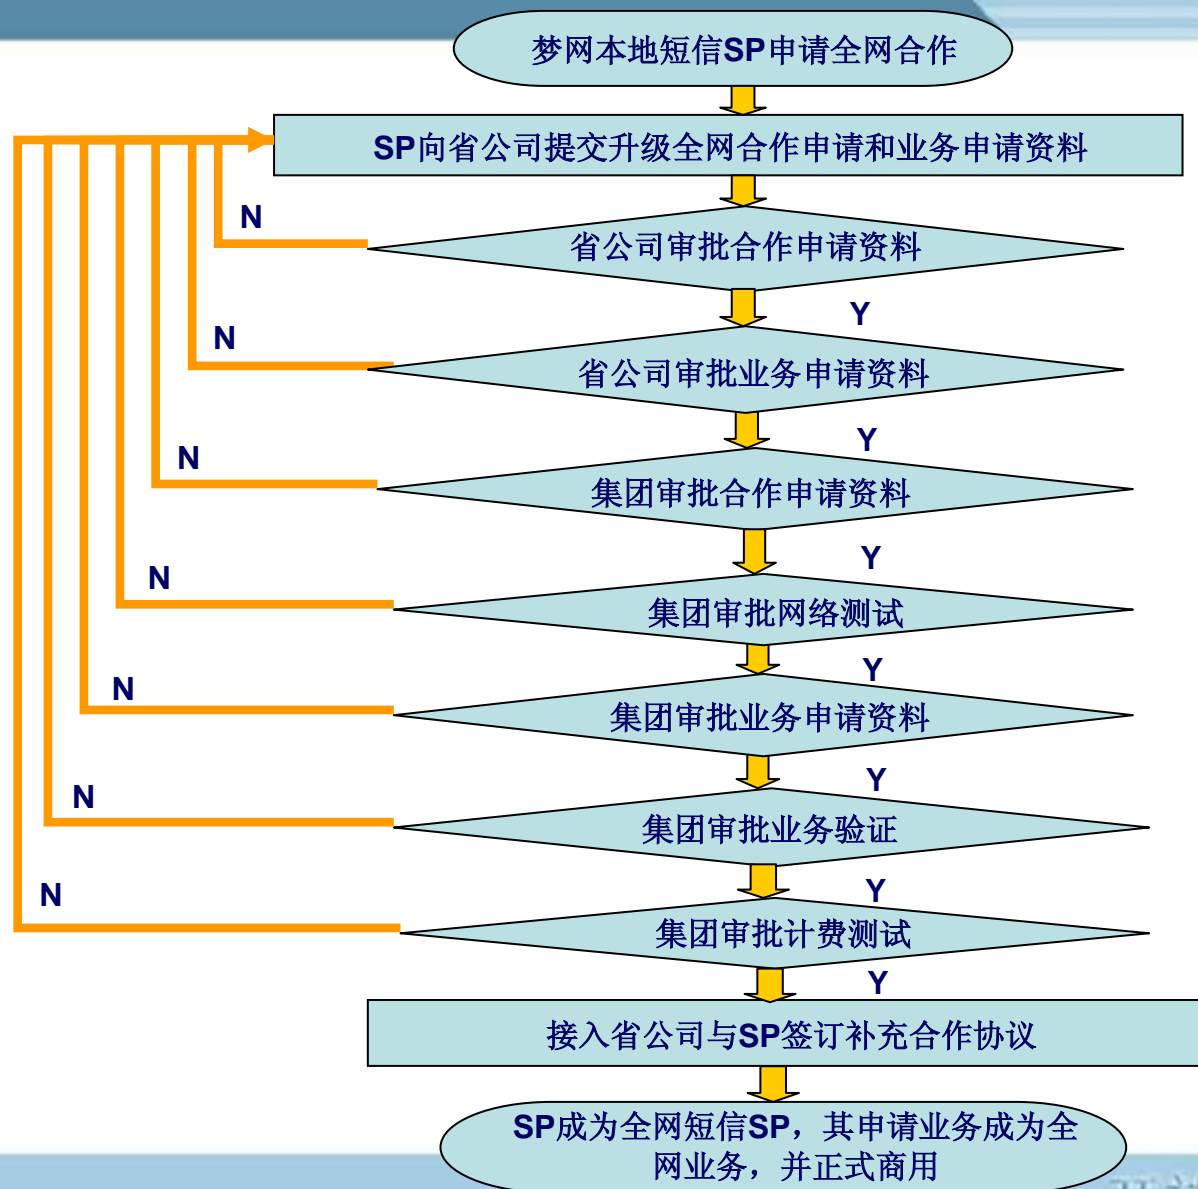 梦网本地短信SP申请全网合作
SP向省公司提交升级全网合作申请和业务申请资料
N
省公司审批合作申请资料
Y
N
省公司审批业务申请资料
Y
N
集团审批合作申请资料
Y
N
集团审批网络测试
Y
N
集团审批业务申请资料
Y
N
集团审批业务验证
Y
N
集团审批计费测试
Y
接入省公司与SP签订补充合作协议
SP成为全网短信SP，其申请业务成为全
网业务，并正式商用